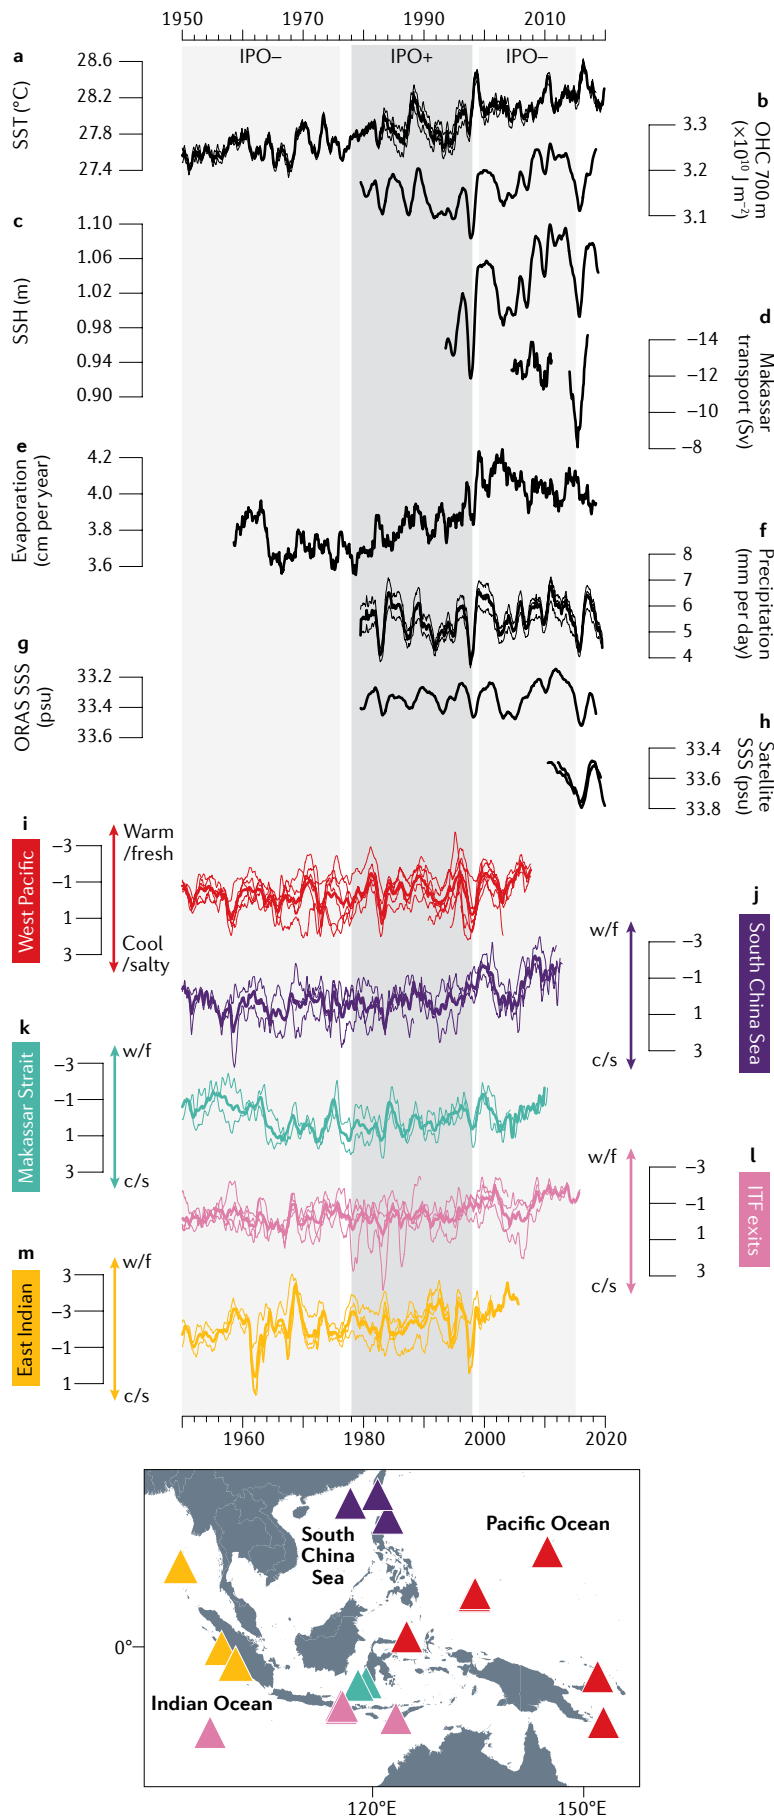 1950 1970 1990 2010
a
IPO– IPO+ IPO–
28.6
28.2
27.8
27.4
SST (°C)
b
3.3
3.2
3.1
OHC 700 m
(×10¹⁰ J m⁻²)
c
1.10
1.06
1.02
0.98
0.94
0.90
SSH (m)
d
–14
–12
–10
–8
Makassar
transport (Sv)
e
4.2
4.0
3.8
3.6
Evaporation
(cm per year)
f
8
7
6
5
4
Precipitation
(mm per day)
g
33.2
33.4
33.6
ORAS SSS
(psu)
h
33.4
33.6
33.8
Satellite
SSS (psu)
i
West Pacific
–3
–1
1
3
Warm
/fresh
Cool
/salty
j
South China Sea
w/f
–3
–1
1
3
c/s
k
Makassar Strait
w/f
–3
–1
1
3
c/s
l
ITF exits
w/f
–3
–1
1
3
c/s
m
East Indian
w/f
3
–3
–1
1
c/s
1960 1980 2000 2020
South
China
Sea
Pacific Ocean
0°
Indian Ocean
120°E 150°E